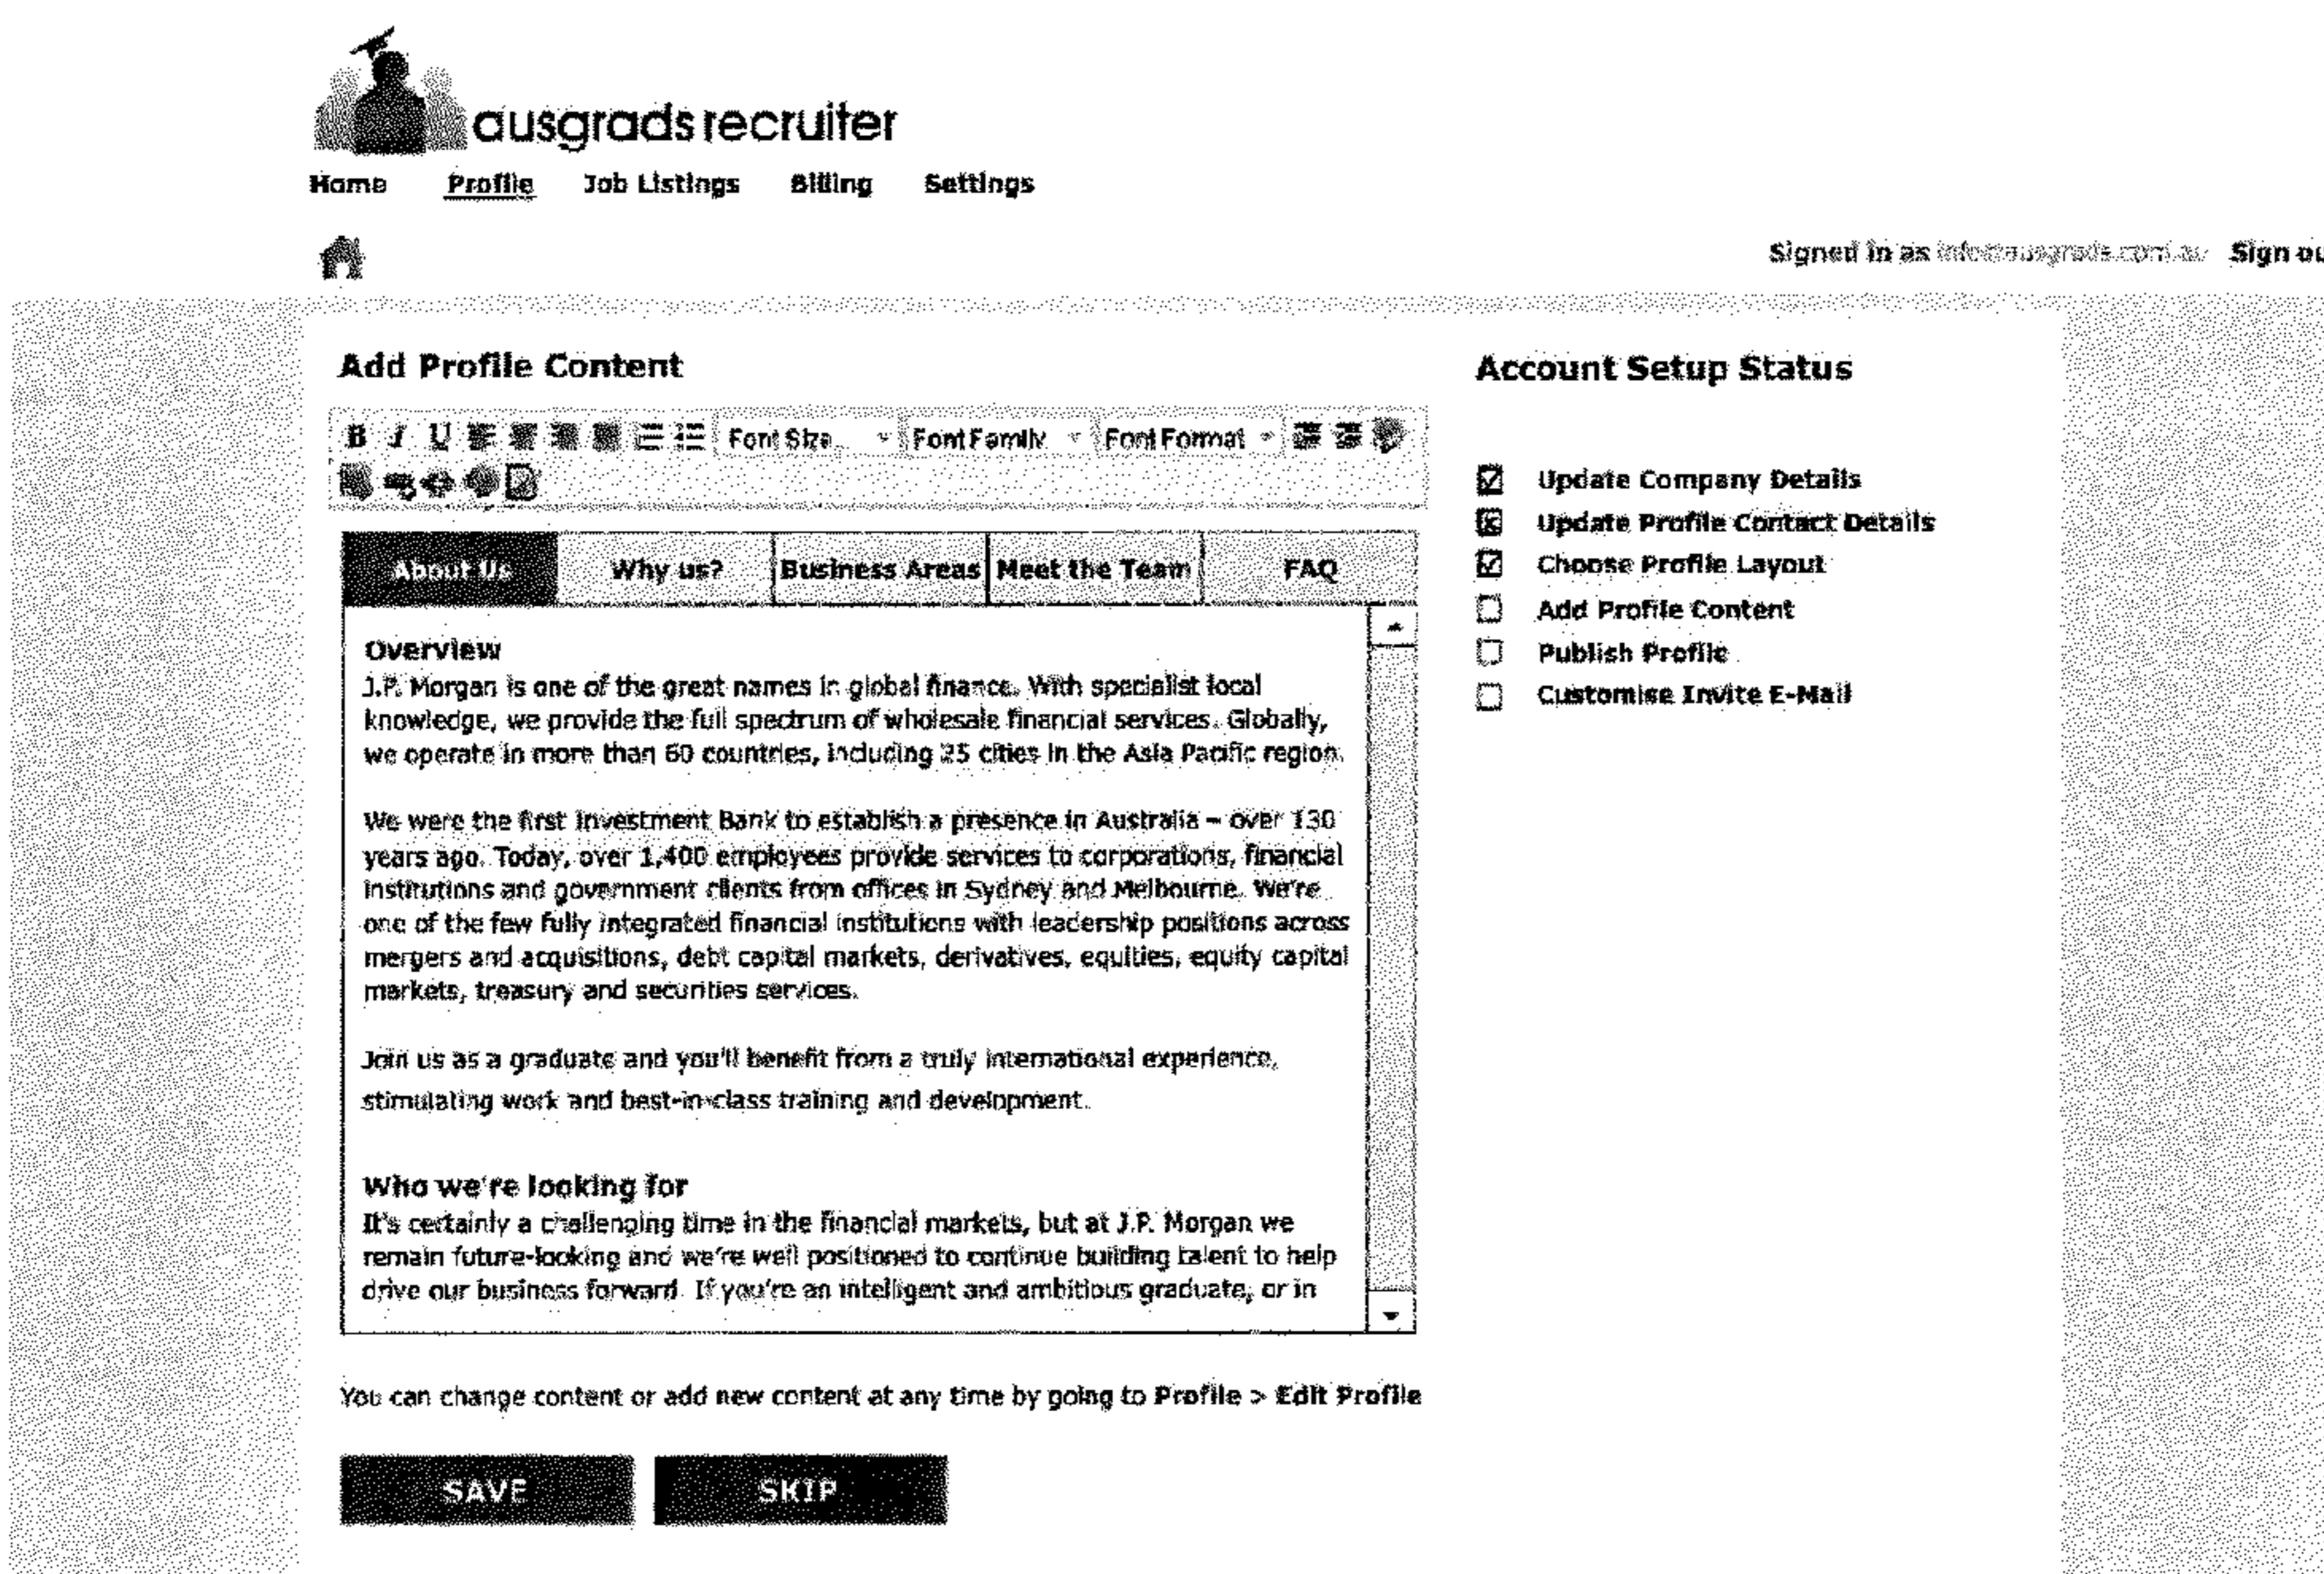 ausgrads recruiter
Home Profile Job Listings Billing Settings
Signed in as info@ausgrads.com.au Sign ou
Add Profile Content
Account Setup Status
B I U Font Size... Font Family Font Format
Update Company Details
Update Profile Contact Details
Choose Profile Layout
Add Profile Content
Publish Profile
Customise Invite E-Mail
About Us Why us? Business Areas Meet the Team FAQ
Overview
J.P. Morgan is one of the great names in global finance. With specialist local
knowledge, we provide the full spectrum of wholesale financial services. Globally,
we operate in more than 60 countries, including 25 cities in the Asia Pacific region.
We were the first Investment Bank to establish a presence in Australia – over 130
years ago. Today, over 1,400 employees provide services to corporations, financial
institutions and government clients from offices in Sydney and Melbourne. We're
one of the few fully integrated financial institutions with leadership positions across
mergers and acquisitions, debt capital markets, derivatives, equities, equity capital
markets, treasury and securities services.
Join us as a graduate and you'll benefit from a truly international experience,
stimulating work and best-in-class training and development.
Who we're looking for
It's certainly a challenging time in the financial markets, but at J.P. Morgan we
remain future-looking and we're well positioned to continue building talent to help
drive our business forward. If you're an intelligent and ambitious graduate, or in
You can change content or add new content at any time by going to Profile > Edit Profile
SAVE SKIP